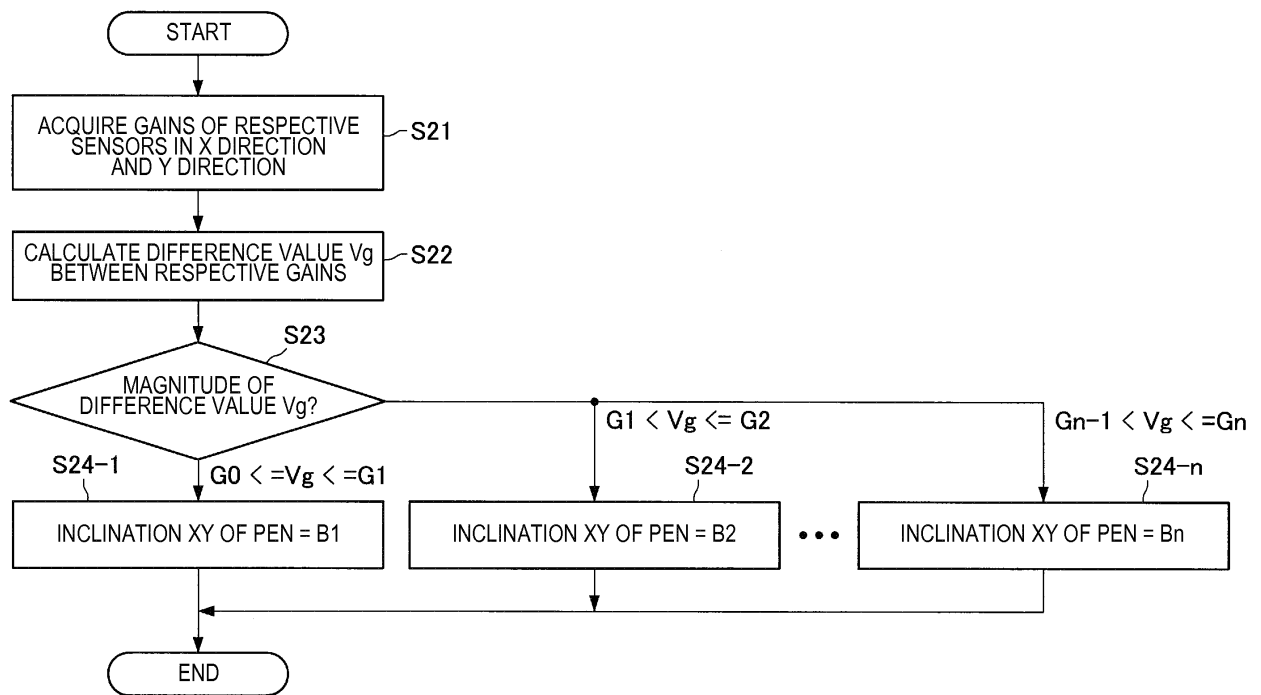 START
ACQUIRE GAINS OF RESPECTIVE
SENSORS IN X DIRECTION
AND Y DIRECTION
S21
CALCULATE DIFFERENCE VALUE Vg
BETWEEN RESPECTIVE GAINS
S22
S23
MAGNITUDE OF
DIFFERENCE VALUE Vg?
G1 < Vg <= G2
Gn-1 < Vg < =Gn
S24-1
G0 < =Vg < =G1
S24-2
S24-n
INCLINATION XY OF PEN = B1
INCLINATION XY OF PEN = B2
•••
INCLINATION XY OF PEN = Bn
END